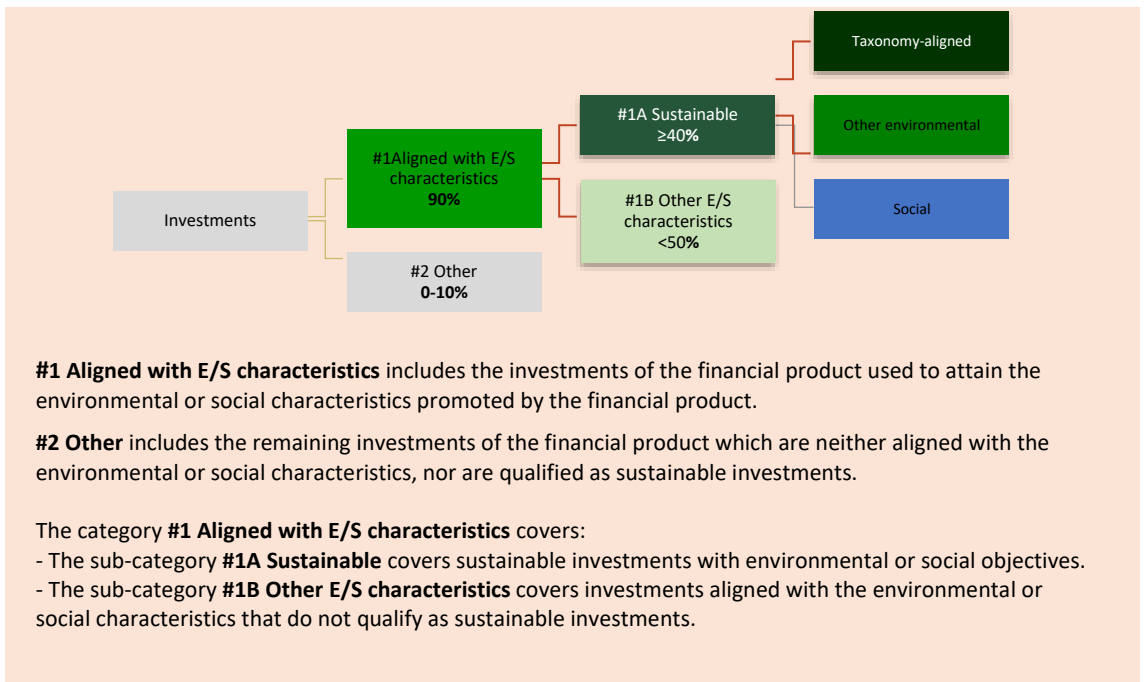 Taxonomy-aligned
#1A Sustainable
≥40%
Other environmental
#1Aligned with E/S
characteristics
90%
#1B Other E/S
characteristics
<50%
Investments
Social
#2 Other
0-10%
#1 Aligned with E/S characteristics includes the investments of the financial product used to attain the
environmental or social characteristics promoted by the financial product.
#2 Other includes the remaining investments of the financial product which are neither aligned with the
environmental or social characteristics, nor are qualified as sustainable investments.
The category #1 Aligned with E/S characteristics covers:
- The sub-category #1A Sustainable covers sustainable investments with environmental or social objectives.
- The sub-category #1B Other E/S characteristics covers investments aligned with the environmental or
social characteristics that do not qualify as sustainable investments.